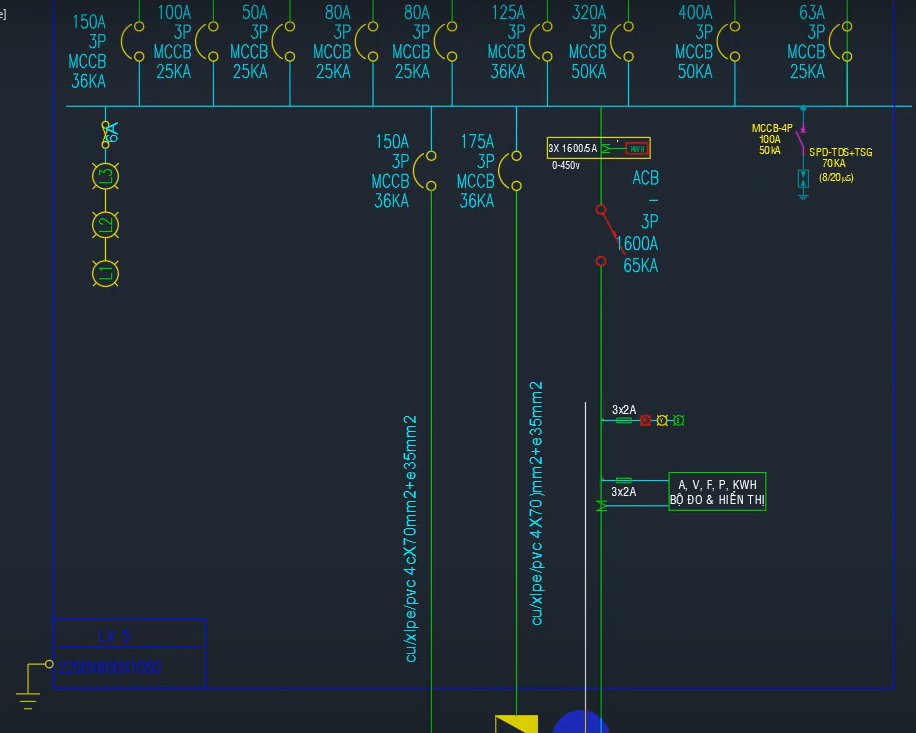 e]
150A
3P
MCCB
36KA
100A
3P
MCCB
25KA
50A
3P
MCCB
25KA
80A
3P
MCCB
25KA
80A
3P
MCCB
25KA
125A
3P
MCCB
36KA
320A
3P
MCCB
50KA
400A
3P
MCCB
50KA
63A
3P
MCCB
25KA
6A
L3
L2
L1
150A
3P
MCCB
36KA
175A
3P
MCCB
36KA
3X 1600/5A
KWH
0-450v
ACB
–
3P
1600A
65KA
MCCB-4P
100A
50kA
SPD-TDS+TSG
70KA
(8/20µs)
cu/xlpe/pvc 4cX70mm2+e35mm2
cu/xlpe/pvc 4X70)mm2+e35mm2
3x2A
3x2A
A, V, F, P, KWH
BỘ ĐO & HIỂN THỊ
LV-5
2200X600X1050